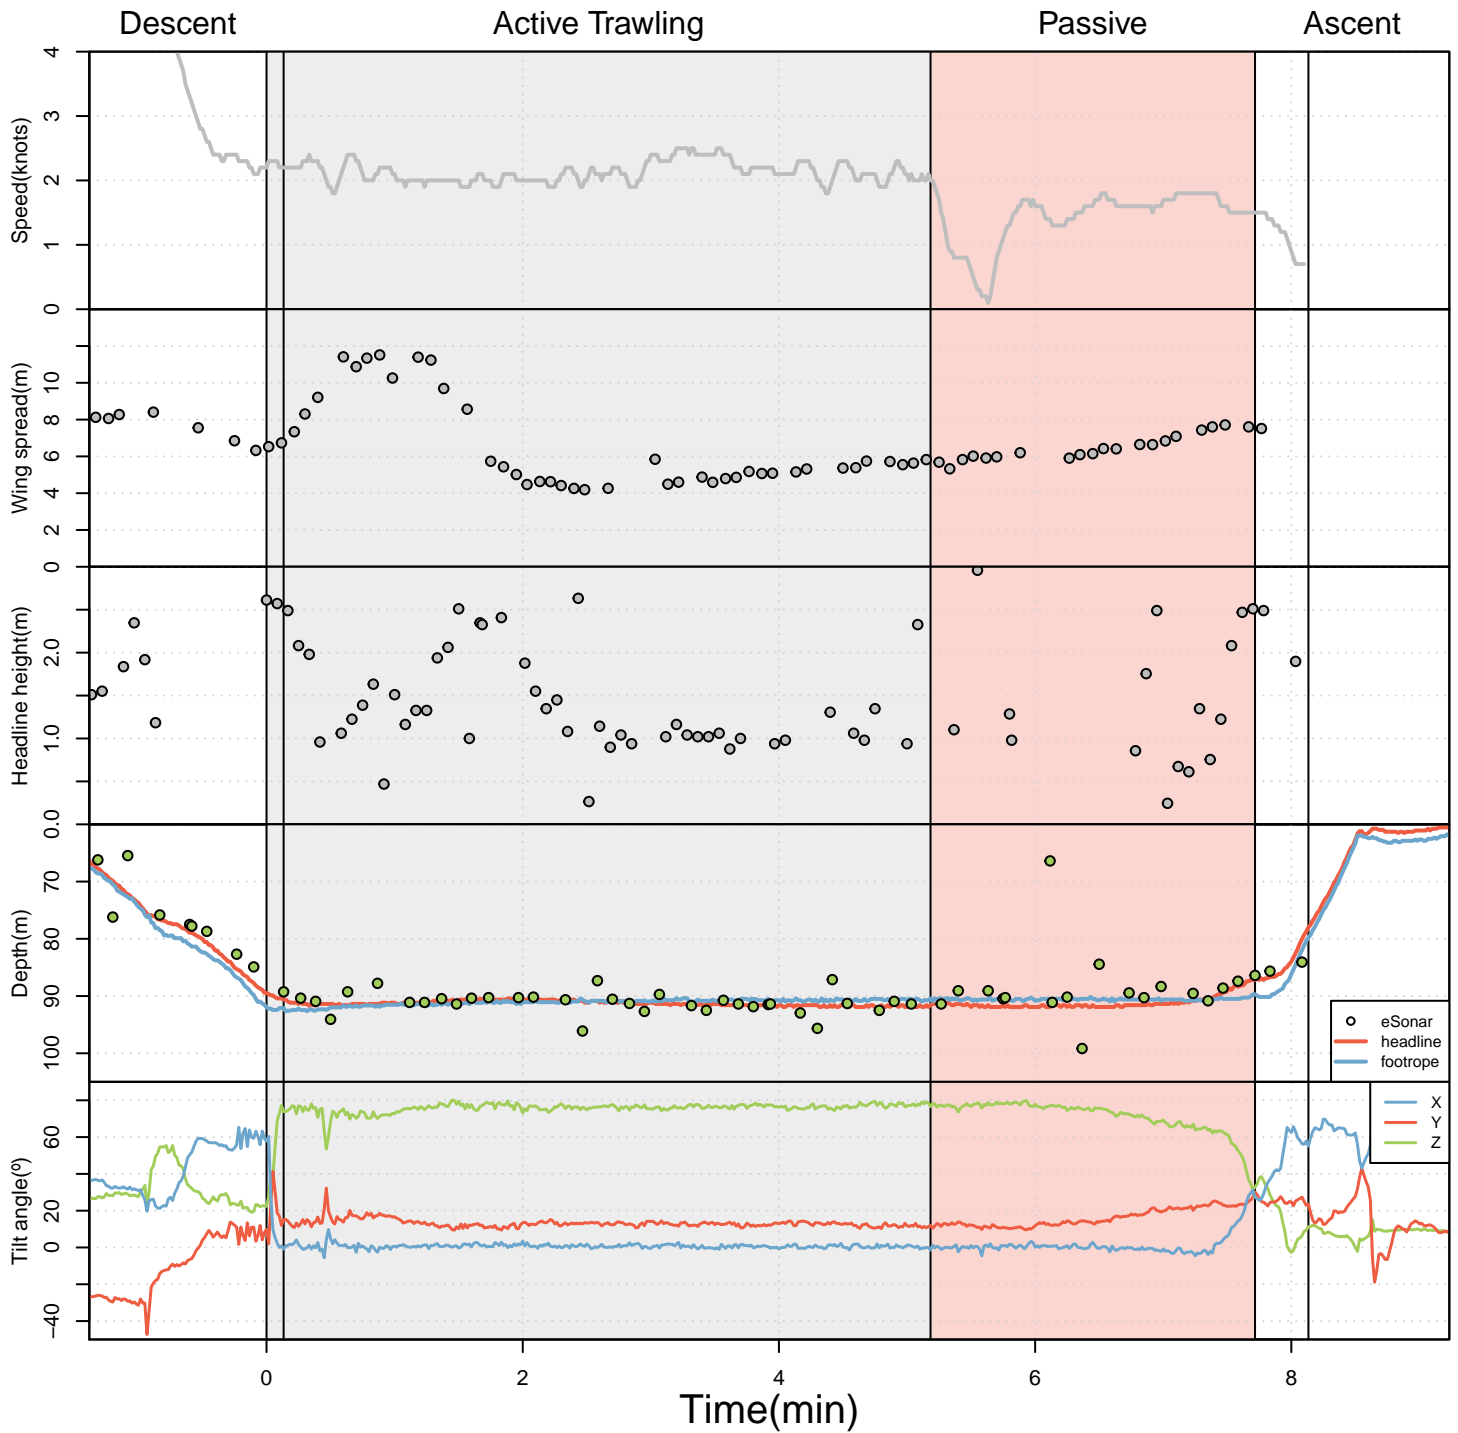 Descent Active Trawling Passive Ascent
Speed(knots)
4
3
2
1
0
Wing spread(m)
10
8
6
4
2
0
Headline height(m)
2.0
1.0
0.0
Depth(m)
70
80
90
100
eSonar
headline
footrope
Tilt angle(º)
60
20
0
−40
X
Y
Z
0 2 4 6 8
Time(min)